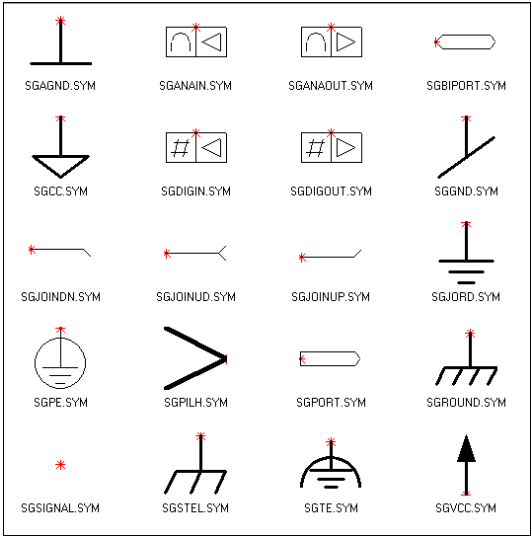 SGAGND.SYM SGANAIN.SYM SGANAOUT.SYM SGBIPORT.SYM
# #
SGCC.SYM SGDIGIN.SYM SGDIGOUT.SYM SGGND.SYM
SGJOINDN.SYM SGJOINUD.SYM SGJOINUP.SYM SGJORD.SYM
SGPE.SYM SGPILH.SYM SGPORT.SYM SGROUND.SYM
SGSIGNAL.SYM SGSTEL.SYM SGTE.SYM SGVCC.SYM